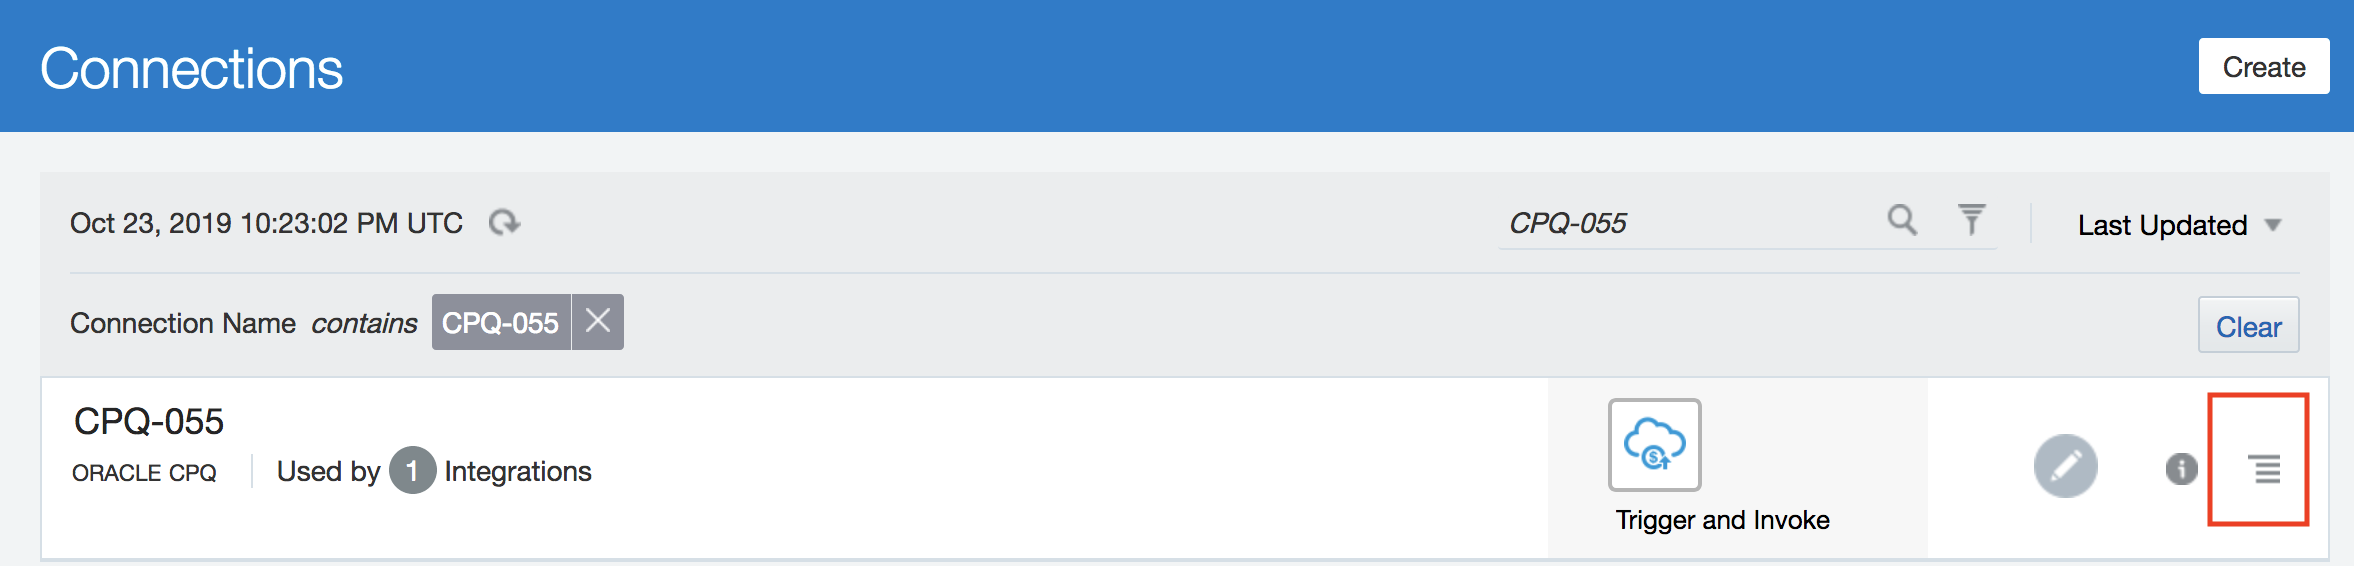 Connections
Create
Oct 23, 2019 10:23:02 PM UTC
CPQ-055
Last Updated
Connection Name contains CPQ-055
Clear
CPQ-055
ORACLE CPQ
Used by 1 Integrations
Trigger and Invoke